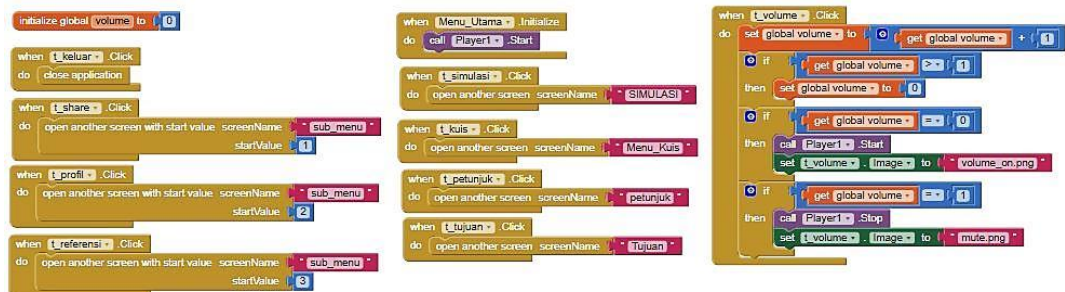 initialize global volume to 0
when t_keluar .Click
do close application
when t_share .Click
do open another screen with start value screenName " sub_menu "
startValue 1
when t_profil .Click
do open another screen with start value screenName " sub_menu "
startValue 2
when t_referensi .Click
do open another screen with start value screenName " sub_menu "
startValue 3
when Menu_Utama .Initialize
do call Player1 .Start
when t_simulasi .Click
do open another screen screenName " SIMULASI "
when t_kuis .Click
do open another screen screenName " Menu_Kuis "
when t_petunjuk .Click
do open another screen screenName " petunjuk "
when t_tujuan .Click
do open another screen screenName " Tujuan "
when t_volume .Click
do set global volume to get global volume + 1
if get global volume > 1
then set global volume to 0
if get global volume = 0
then call Player1 .Start
set t_volume . Image to " volume_on.png "
if get global volume = 1
then call Player1 .Stop
set t_volume . Image to " mute.png "